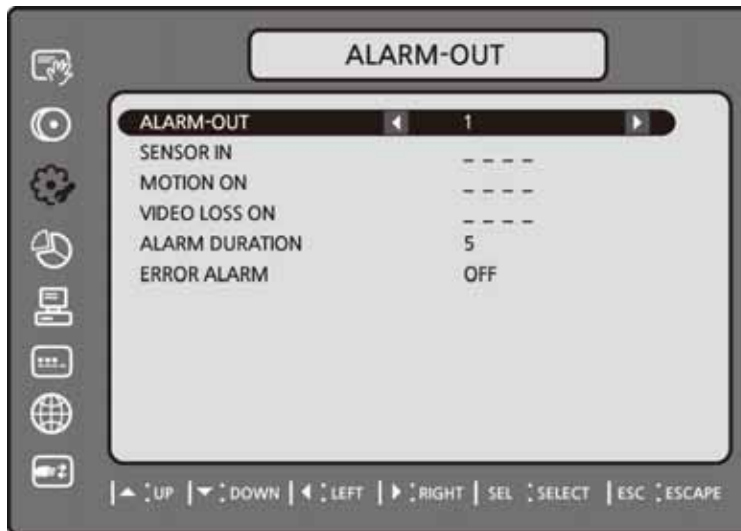 ALARM-OUT
ALARM-OUT ◀ 1 ▶
SENSOR IN _ _ _ _
MOTION ON _ _ _ _
VIDEO LOSS ON _ _ _ _
ALARM DURATION 5
ERROR ALARM OFF
▲ : UP ▼ : DOWN ◀ : LEFT ▶ : RIGHT SEL : SELECT ESC : ESCAPE